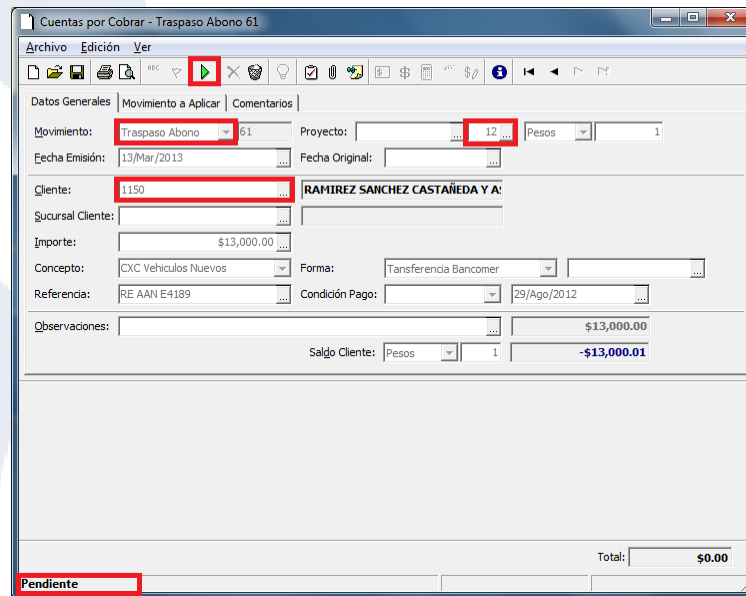 Cuentas por Cobrar - Traspaso Abono 61
Archivo Edición Ver
Datos Generales Movimiento a Aplicar Comentarios
Movimiento: Traspaso Abono 61 Proyecto: ... 12 ... Pesos 1
Fecha Emisión: 13/Mar/2013 ... Fecha Original: ...
Cliente: 1150 ... RAMIREZ SANCHEZ CASTAÑEDA Y A
Sucursal Cliente: ...
Importe: $13,000.00 ...
Concepto: CXC Vehiculos Nuevos Forma: Tansferencia Bancomer ...
Referencia: RE AAN E4189 ... Condición Pago: 29/Ago/2012 ...
Observaciones: ... $13,000.00
Saldo Cliente: Pesos 1 -$13,000.01
Total: $0.00
Pendiente